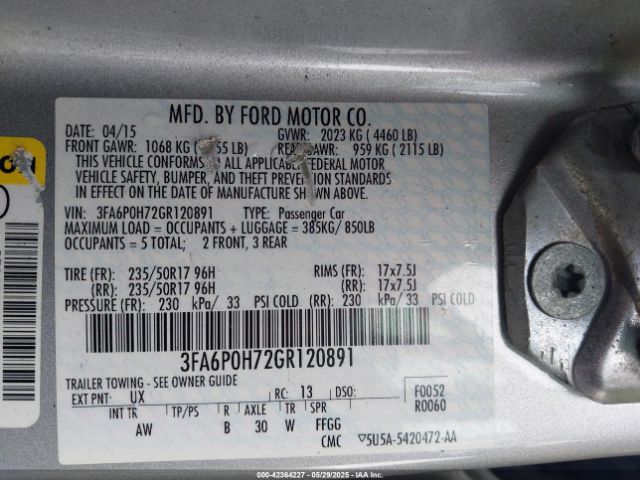 MFD. BY FORD MOTOR CO.
DATE: 04/15 GVWR: 2023 KG ( 4460 LB)
FRONT GAWR: 1068 KG ( 55 LB) REAR GAWR: 959 KG ( 2115 LB)
THIS VEHICLE CONFORMS TO ALL APPLICABLE FEDERAL MOTOR
VEHICLE SAFETY, BUMPER, AND THEFT PREVENTION STANDARDS
IN EFFECT ON THE DATE OF MANUFACTURE SHOWN ABOVE.
VIN: 3FA6P0H72GR120891 TYPE: Passenger Car
MAXIMUM LOAD = OCCUPANTS + LUGGAGE = 385KG/ 850LB
OCCUPANTS = 5 TOTAL; 2 FRONT, 3 REAR
TIRE (FR): 235/50R17 96H RIMS (FR): 17x7.5J
(RR): 235/50R17 96H (RR): 17x7.5J
PRESSURE (FR): 230 kPa/ 33 PSI COLD (RR): 230 kPa/ 33 PSI COLD
3FA6P0H72GR120891
TRAILER TOWING - SEE OWNER GUIDE
EXT PNT: UX RC: 13 DSO: F0052
R0060
INT TR TP/PS R AXLE TR SPR
AW B 30 W FFGG
CMC 5U5A-5420472-AA
000-42364227 - 05/29/2025 - IAAI.com